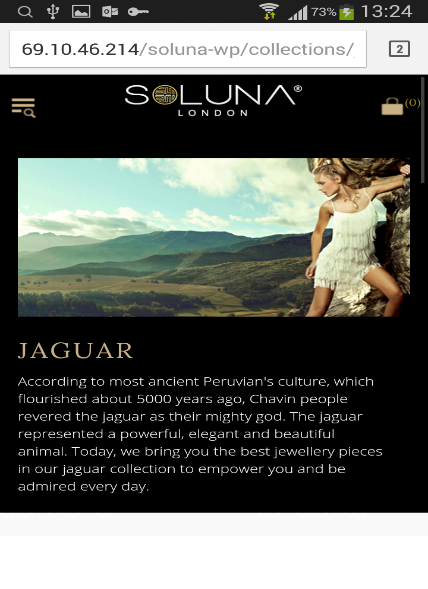 73% 13:24
69.10.46.214/soluna-wp/collections/
2
SOLUNA®
LONDON
(0)
JAGUAR
According to most ancient Peruvian's culture, which
flourished about 5000 years ago, Chavin people
revered the jaguar as their mighty god. The jaguar
represented a powerful, elegant and beautiful
animal. Today, we bring you the best jewellery pieces
in our jaguar collection to empower you and be
admired every day.